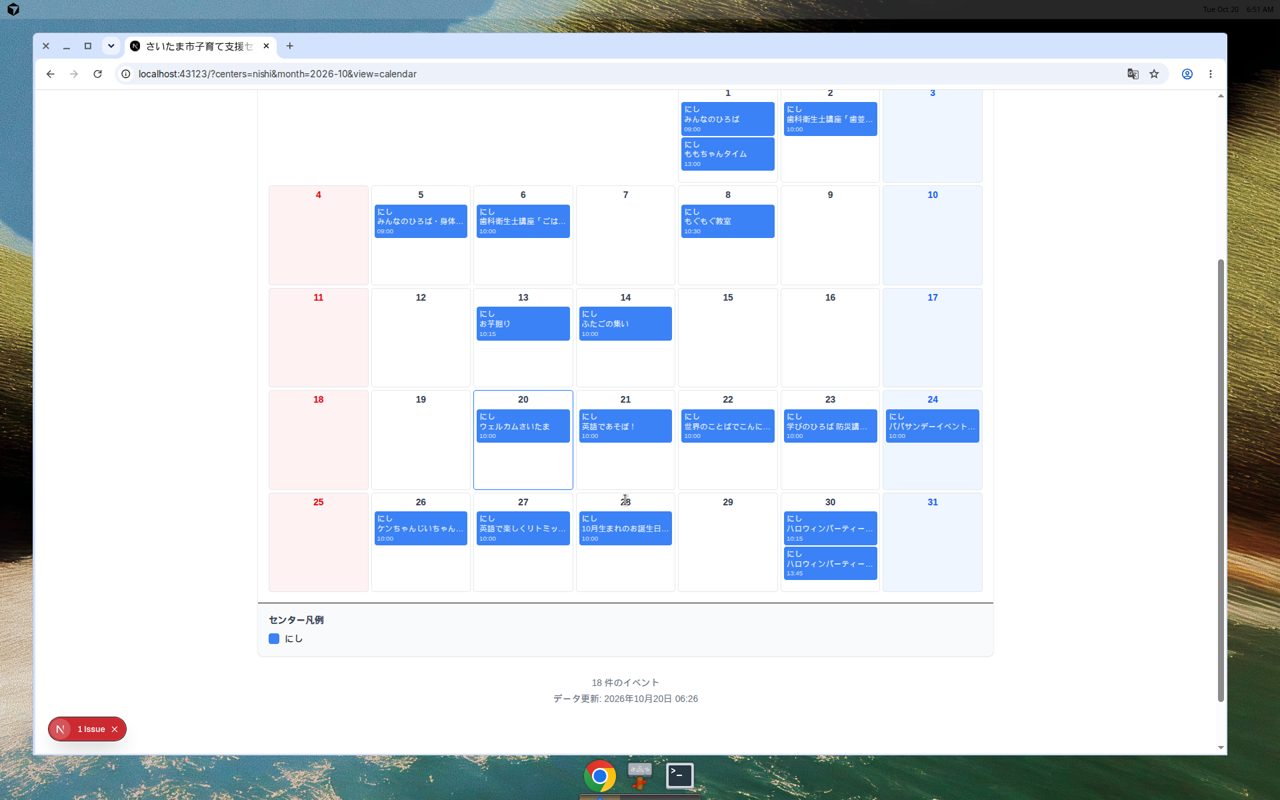 Tue Oct 20 6:51 AM
さいたま市子育て支援セ
localhost:43123/?centers=nishi&month=2026-10&view=calendar
1
2
3
にし
みんなのひろば
09:00
にし
ももちゃんタイム
13:00
にし
歯科衛生士講座「歯並…
10:00
4
5
6
7
8
9
10
にし
みんなのひろば・身体…
09:00
にし
歯科衛生士講座「ごは…
10:00
にし
もぐもぐ教室
10:30
11
12
13
14
15
16
17
にし
お芋掘り
10:15
にし
ふたごの集い
10:00
18
19
20
21
22
23
24
にし
ウェルカムさいたま
10:00
にし
英語であそぼ！
10:00
にし
世界のことばでこんに…
10:00
にし
学びのひろば 防災講…
10:00
にし
パパサンデーイベント…
10:00
25
26
27
28
29
30
31
にし
ケンちゃんじいちゃん…
10:00
にし
英語で楽しくリトミッ…
10:00
にし
10月生まれのお誕生日…
10:00
にし
ハロウィンパーティー…
10:15
にし
ハロウィンパーティー…
13:45
センター凡例
にし
18 件のイベント
データ更新: 2026年10月20日 06:26
N 1 Issue